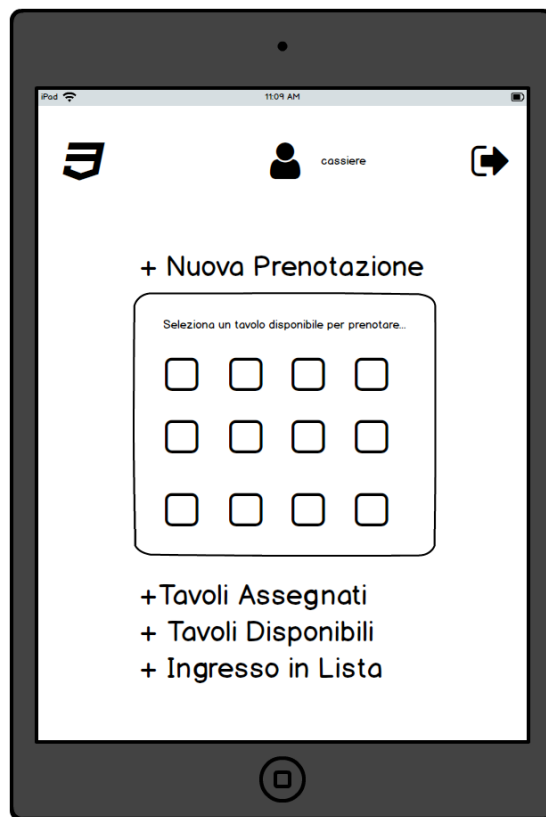 iPad
11:09 AM
cassiere
+ Nuova Prenotazione
Seleziona un tavolo disponibile per prenotare...
+Tavoli Assegnati
+ Tavoli Disponibili
+ Ingresso in Lista